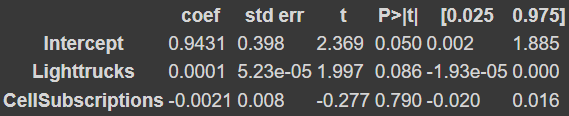 coef std err t P>|t| [0.025 0.975]
Intercept 0.9431 0.398 2.369 0.050 0.002 1.885
Lighttrucks 0.0001 5.23e-05 1.997 0.086 -1.93e-05 0.000
CellSubscriptions -0.0021 0.008 -0.277 0.790 -0.020 0.016